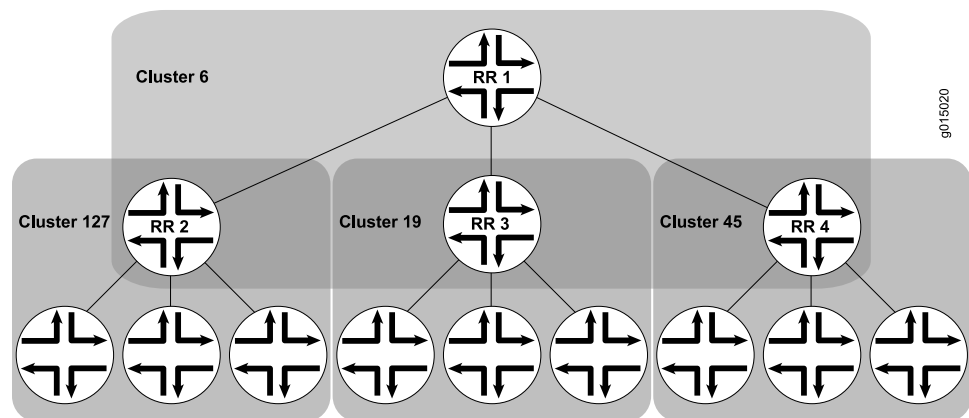 Cluster 6
RR 1
g015020
Cluster 127
RR 2
Cluster 19
RR 3
Cluster 45
RR 4